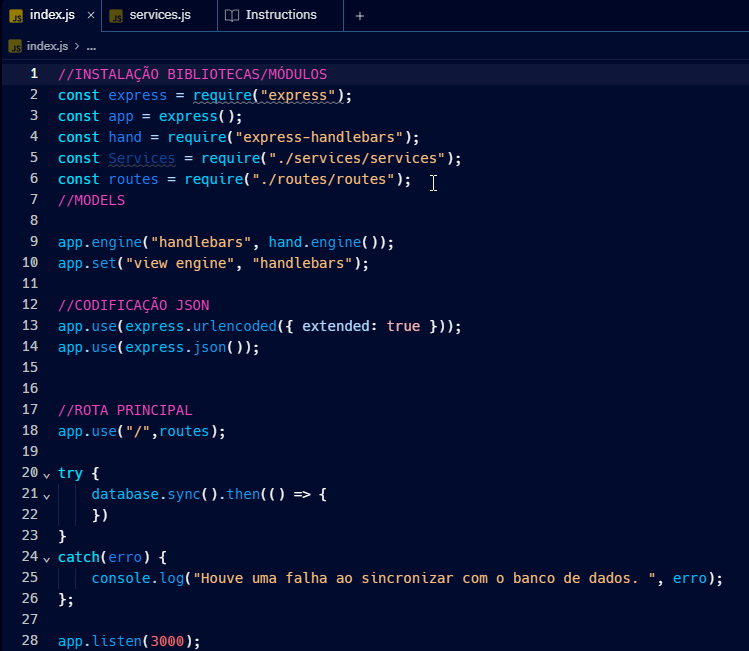 index.js
services.js
Instructions
index.js > ...
1 //INSTALAÇÃO BIBLIOTECAS/MÓDULOS
2 const express = require("express");
3 const app = express();
4 const hand = require("express-handlebars");
5 const Services = require("./services/services");
6 const routes = require("./routes/routes");
7 //MODELS
8
9 app.engine("handlebars", hand.engine());
10 app.set("view engine", "handlebars");
11
12 //CODIFICAÇÃO JSON
13 app.use(express.urlencoded({ extended: true }));
14 app.use(express.json());
15
16
17 //ROTA PRINCIPAL
18 app.use("/",routes);
19
20 try {
21     database.sync().then(() => {
22     })
23 }
24 catch(erro) {
25     console.log("Houve uma falha ao sincronizar com o banco de dados. ", erro);
26 };
27
28 app.listen(3000);